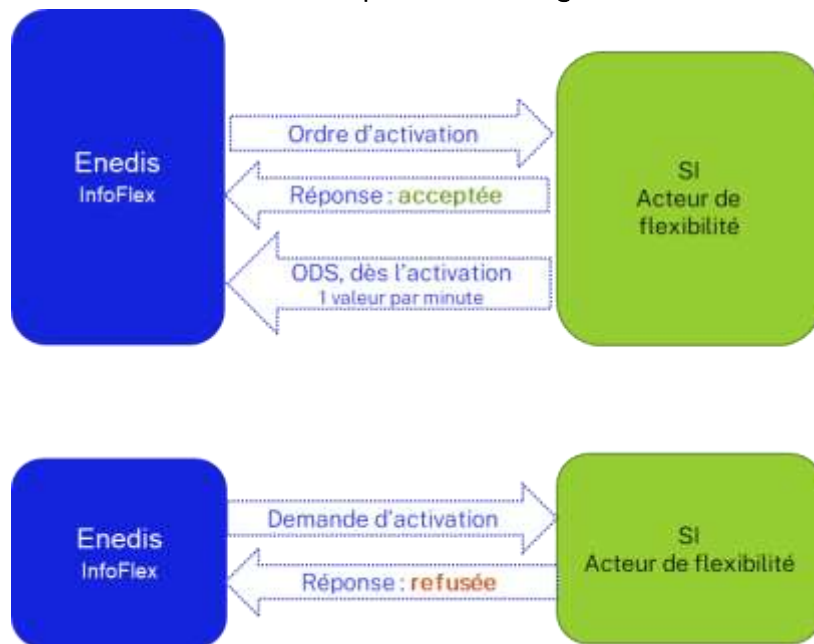 Enedis
InfoFlex
Ordre d'activation
Réponse : acceptée
ODS, dès l'activation
1 valeur par minute
SI
Acteur de
flexibilité
Enedis
InfoFlex
Demande d'activation
Réponse : refusée
SI
Acteur de flexibilité